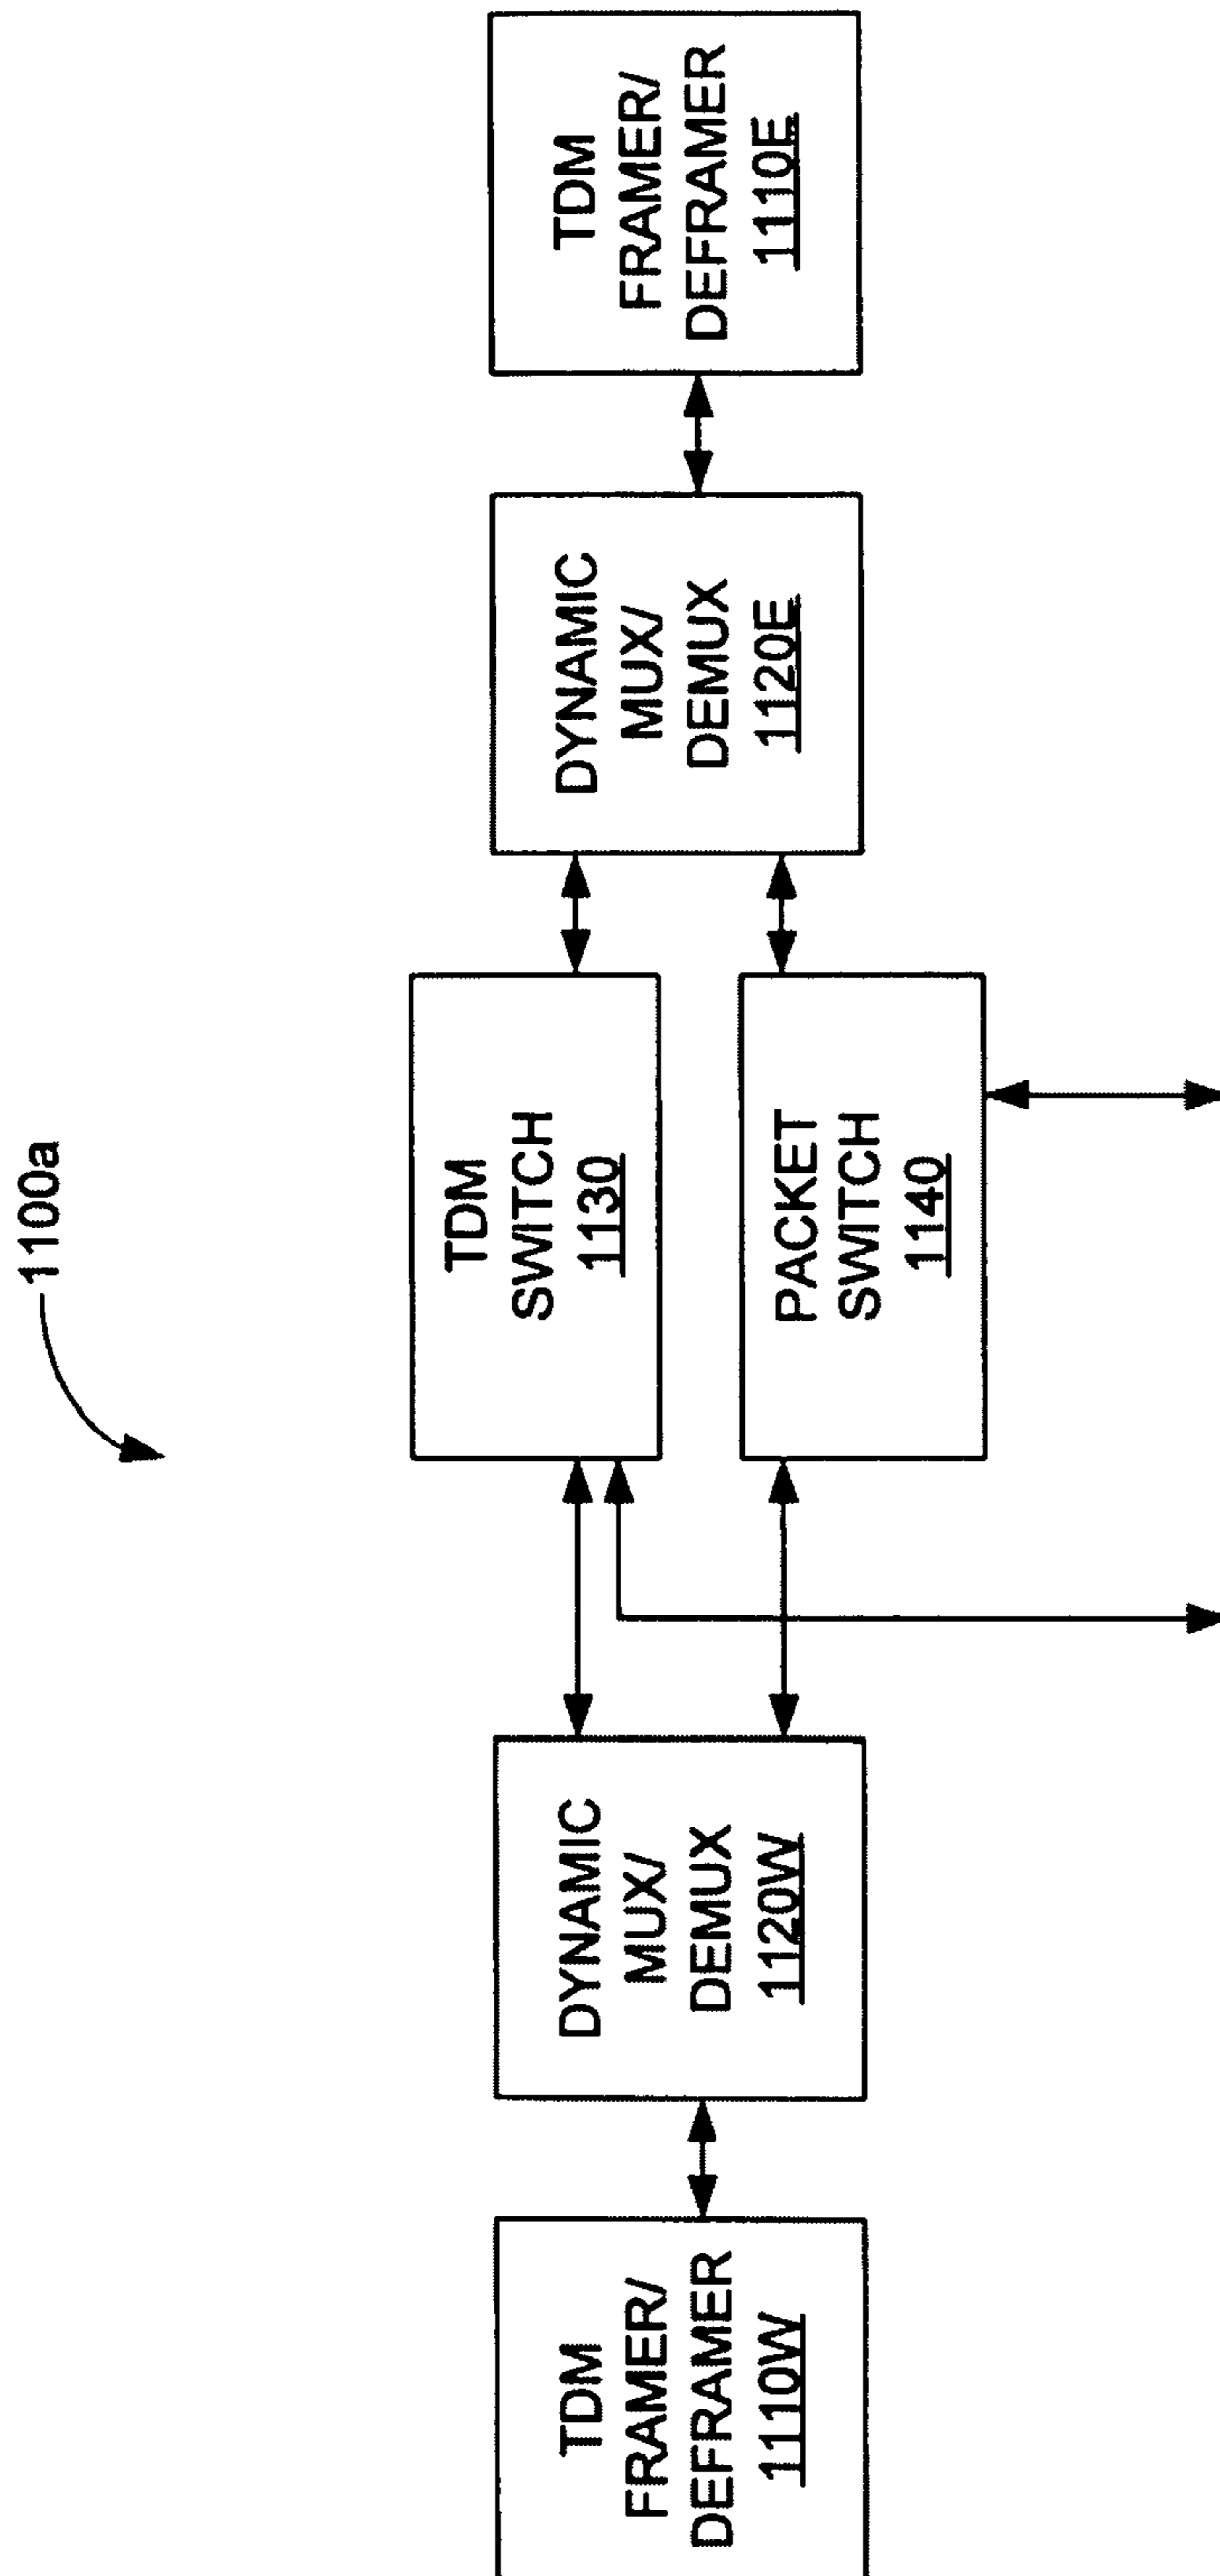 1100a
TDM
FRAMER/
DEFRAMER
1110W
DYNAMIC
MUX/
DEMUX
1120W
TDM
SWITCH
1130
PACKET
SWITCH
1140
DYNAMIC
MUX/
DEMUX
1120E
TDM
FRAMER/
DEFRAMER
1110E